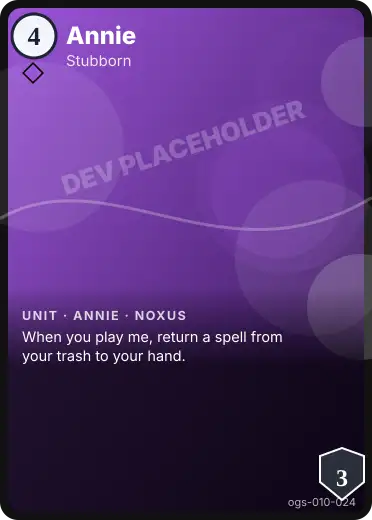 4
Annie
Stubborn
DEV PLACEHOLDER
UNIT · ANNIE · NOXUS
When you play me, return a spell from
your trash to your hand.
3
ogs-010-024